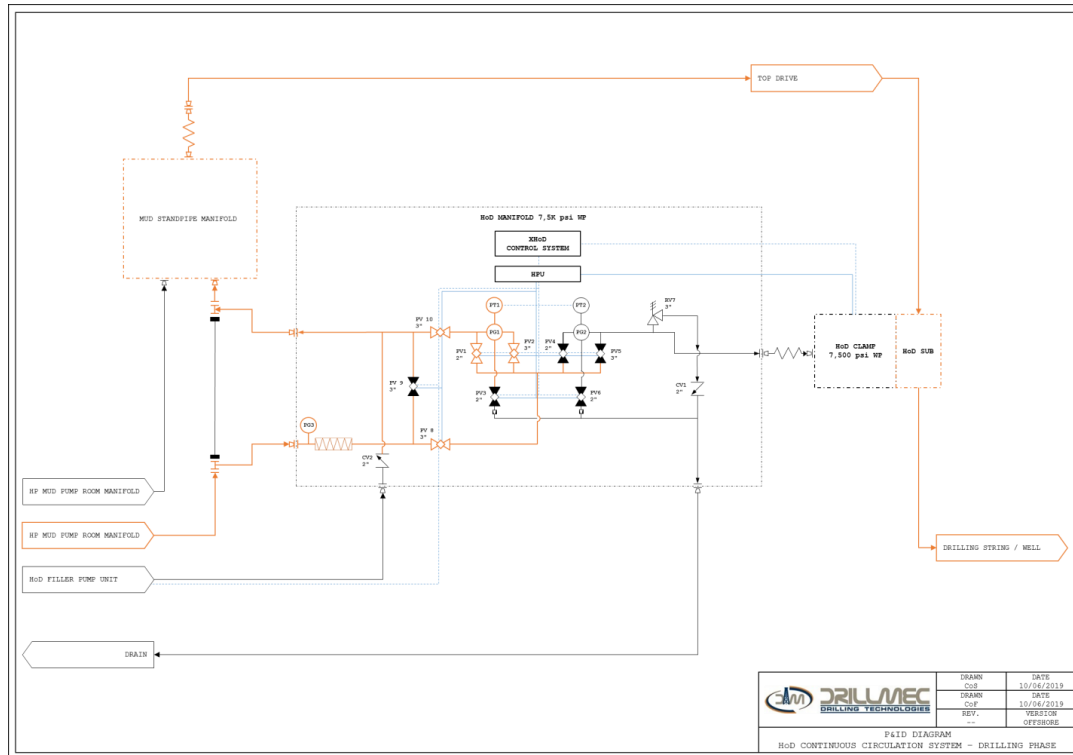 TOP DRIVE
MUD STANDPIPE MANIFOLD
HoD MANIFOLD 7,5K psi WP
XHoD
CONTROL SYSTEM
HPU
PT1
PT2
RV7
3"
PV 10
3"
PG1
PV2
3"
PG2
PV4
2"
PV1
2"
PV5
3"
HoD CLAMP
7,500 psi WP
HoD SUB
PV 9
3"
PV3
2"
PV6
2"
CV1
2"
PG3
PV 8
3"
CV2
2"
HP MUD PUMP ROOM MANIFOLD
HP MUD PUMP ROOM MANIFOLD
DRILLING STRING / WELL
HoD FILLER PUMP UNIT
DRAIN
DM
DRILLMEC
DRILLING TECHNOLOGIES
DRAWN
CoS
DATE
10/06/2019
DRAWN
CoF
DATE
10/06/2019
REV.
--
VERSION
OFFSHORE
P&ID DIAGRAM
HoD CONTINUOUS CIRCULATION SYSTEM - DRILLING PHASE